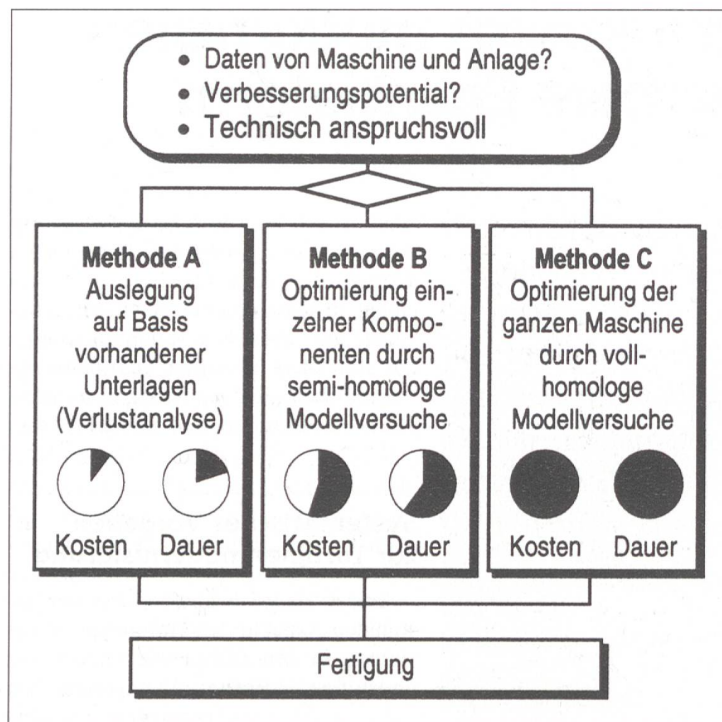 • Daten von Maschine und Anlage?
• Verbesserungspotential?
• Technisch anspruchsvoll
Methode A
Auslegung
auf Basis
vorhandener
Unterlagen
(Verlustanalyse)
Kosten Dauer
Methode B
Optimierung ein-
zelner Kompo-
nenten durch
semi-homologe
Modellversuche
Kosten Dauer
Methode C
Optimierung der
ganzen Maschine
durch voll-
homologe
Modellversuche
Kosten Dauer
Fertigung